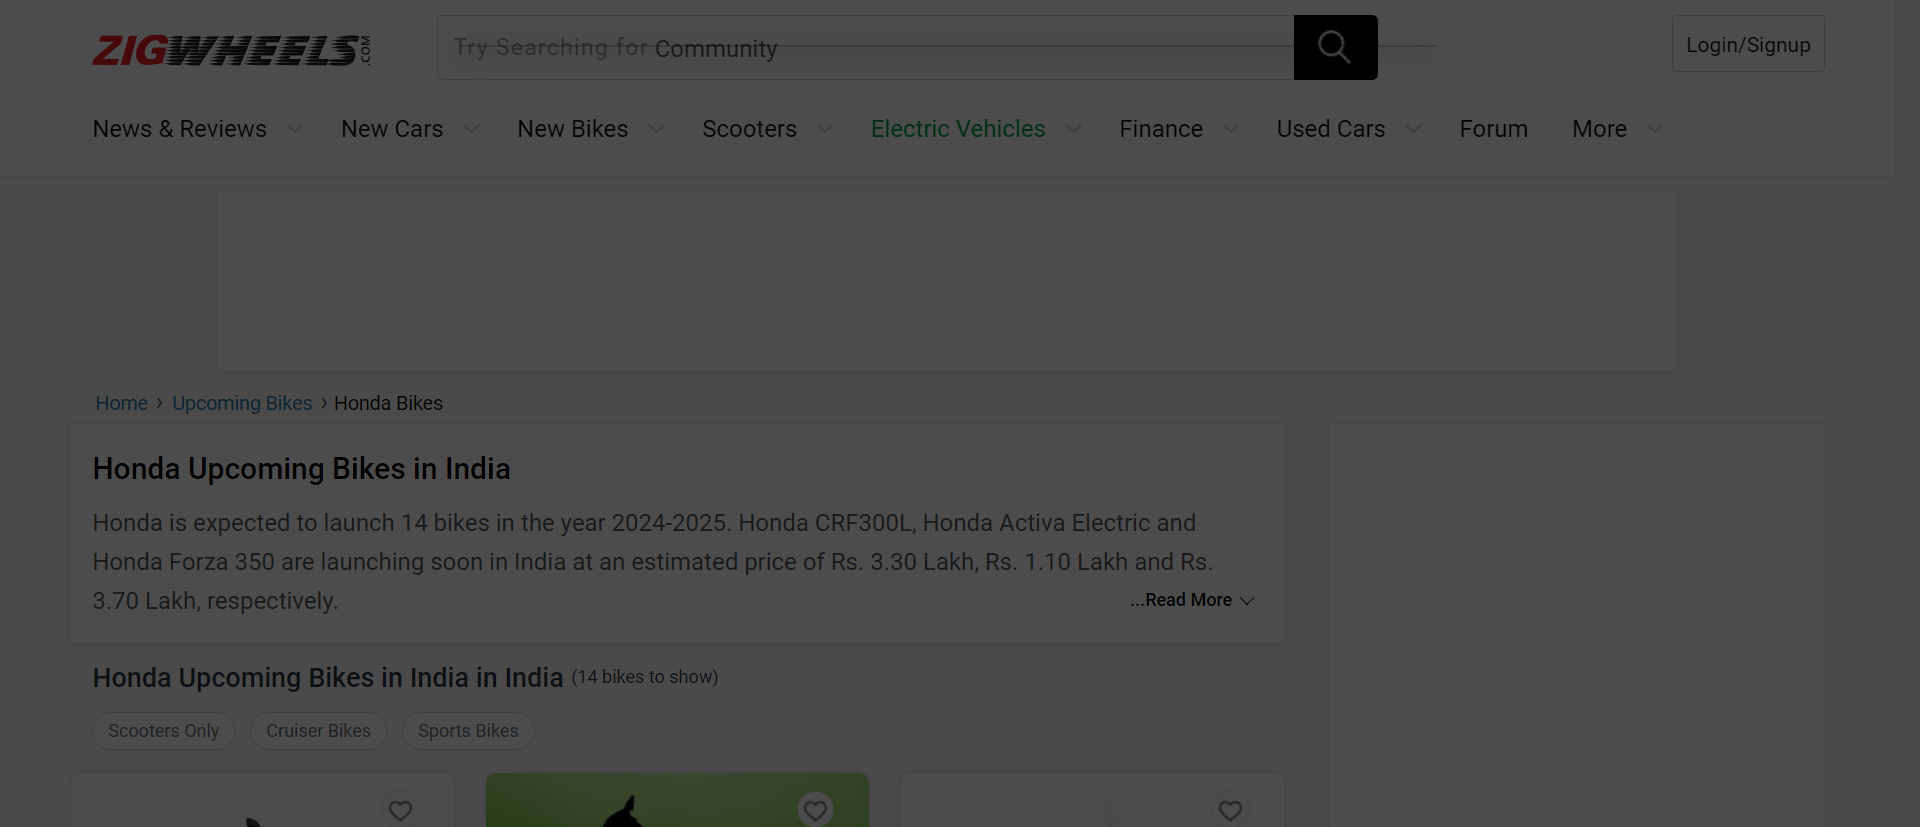 ZIGWHEELS.COM
Try Searching for Community
Login/Signup
News & Reviews New Cars New Bikes Scooters Electric Vehicles Finance Used Cars Forum More
Home › Upcoming Bikes › Honda Bikes
Honda Upcoming Bikes in India
Honda is expected to launch 14 bikes in the year 2024-2025. Honda CRF300L, Honda Activa Electric and
Honda Forza 350 are launching soon in India at an estimated price of Rs. 3.30 Lakh, Rs. 1.10 Lakh and Rs.
3.70 Lakh, respectively.
...Read More
Honda Upcoming Bikes in India in India (14 bikes to show)
Scooters Only Cruiser Bikes Sports Bikes